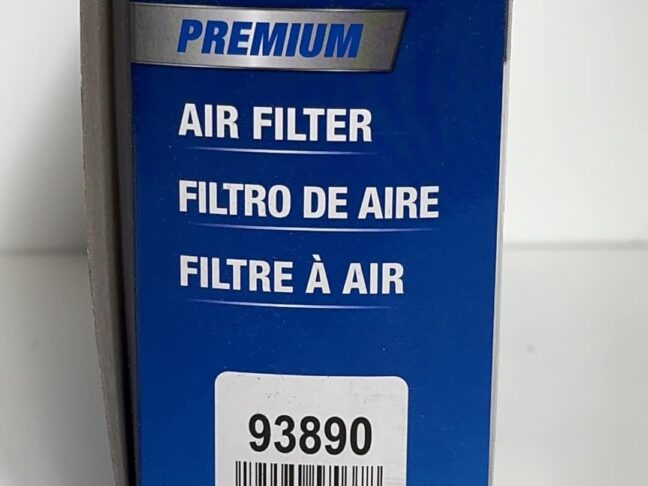 PREMIUM
AIR FILTER
FILTRO DE AIRE
FILTRE À AIR
93890